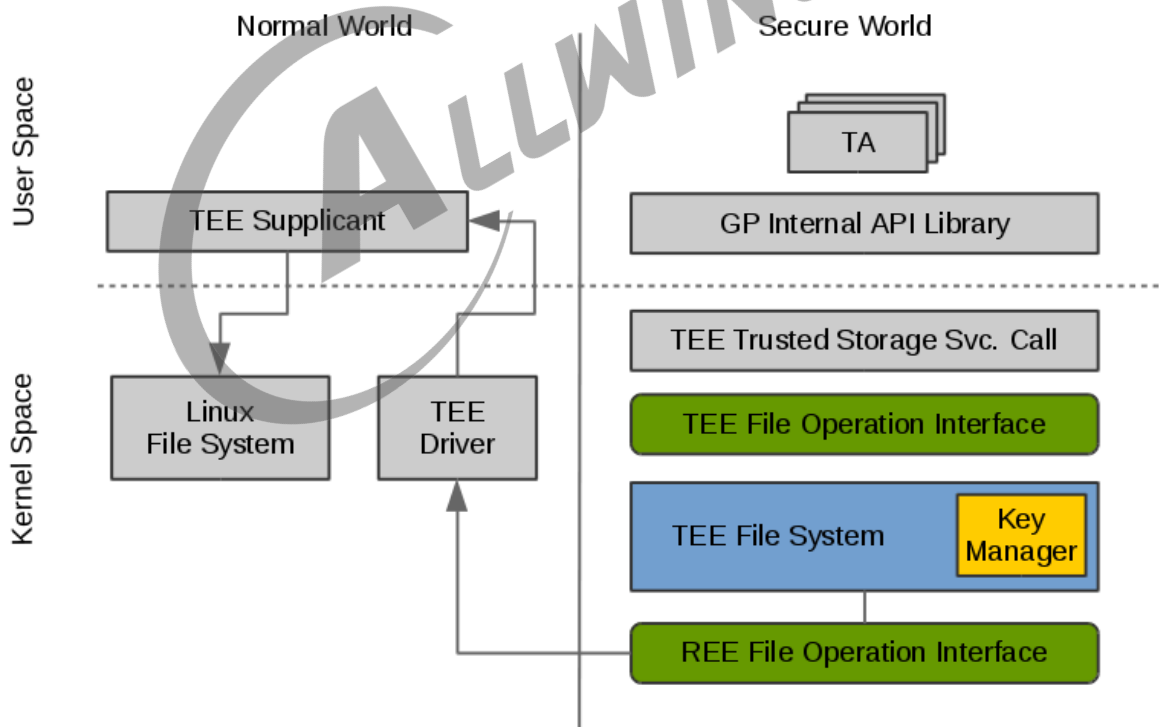 Normal World
Secure World
User Space
TA
TEE Supplicant
GP Internal API Library
Kernel Space
TEE Trusted Storage Svc. Call
Linux
File System
TEE
Driver
TEE File Operation Interface
TEE File System
Key
Manager
REE File Operation Interface